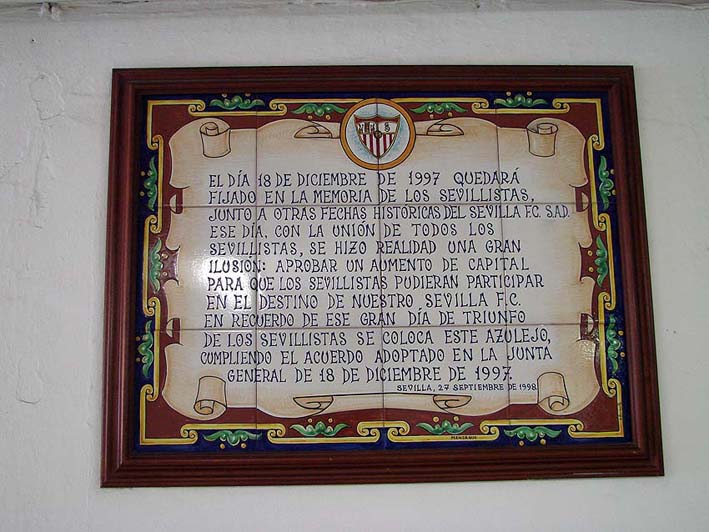 EL DÍA 18 DE DICIEMBRE DE 1997 QUEDARÁ
FIJADO EN LA MEMORIA DE LOS SEVILLISTAS,
JUNTO A OTRAS FECHAS HISTÓRICAS DEL SEVILLA F.C. SAD.
ESE DÍA, CON LA UNIÓN DE TODOS LOS
SEVILLISTAS, SE HIZO REALIDAD UNA GRAN
ILUSIÓN: APROBAR UN AUMENTO DE CAPITAL
PARA QUE LOS SEVILLISTAS PUDIERAN PARTICIPAR
EN EL DESTINO DE NUESTRO SEVILLA F.C.
EN RECUERDO DE ESE GRAN DÍA DE TRIUNFO
DE LOS SEVILLISTAS SE COLOCA ESTE AZULEJO,
CUMPLIENDO EL ACUERDO ADOPTADO EN LA JUNTA
GENERAL DE 18 DE DICIEMBRE DE 1997.
SEVILLA, 27 SEPTIEMBRE DE 1998.